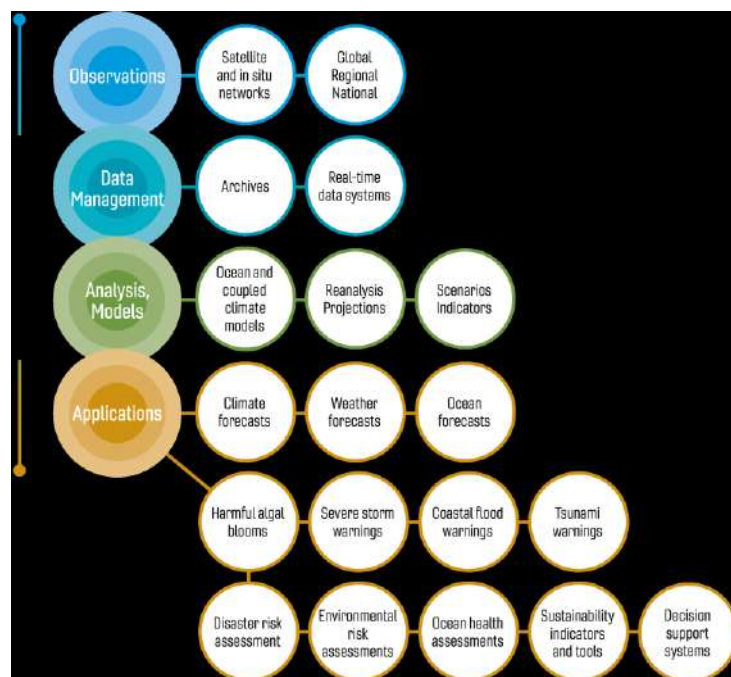 Observations
Satellite
and in situ
networks
Global
Regional
National
Data
Management
Archives
Real-time
data systems
Analysis,
Models
Ocean and
coupled
climate
models
Reanalysis
Projections
Scenarios
Indicators
Applications
Climate
forecasts
Weather
forecasts
Ocean
forecasts
Harmful algal
blooms
Severe storm
warnings
Coastal flood
warnings
Tsunami
warnings
Disaster risk
assessment
Environmental
risk
assessments
Ocean health
assessments
Sustainability
indicators
and tools
Decision
support
systems